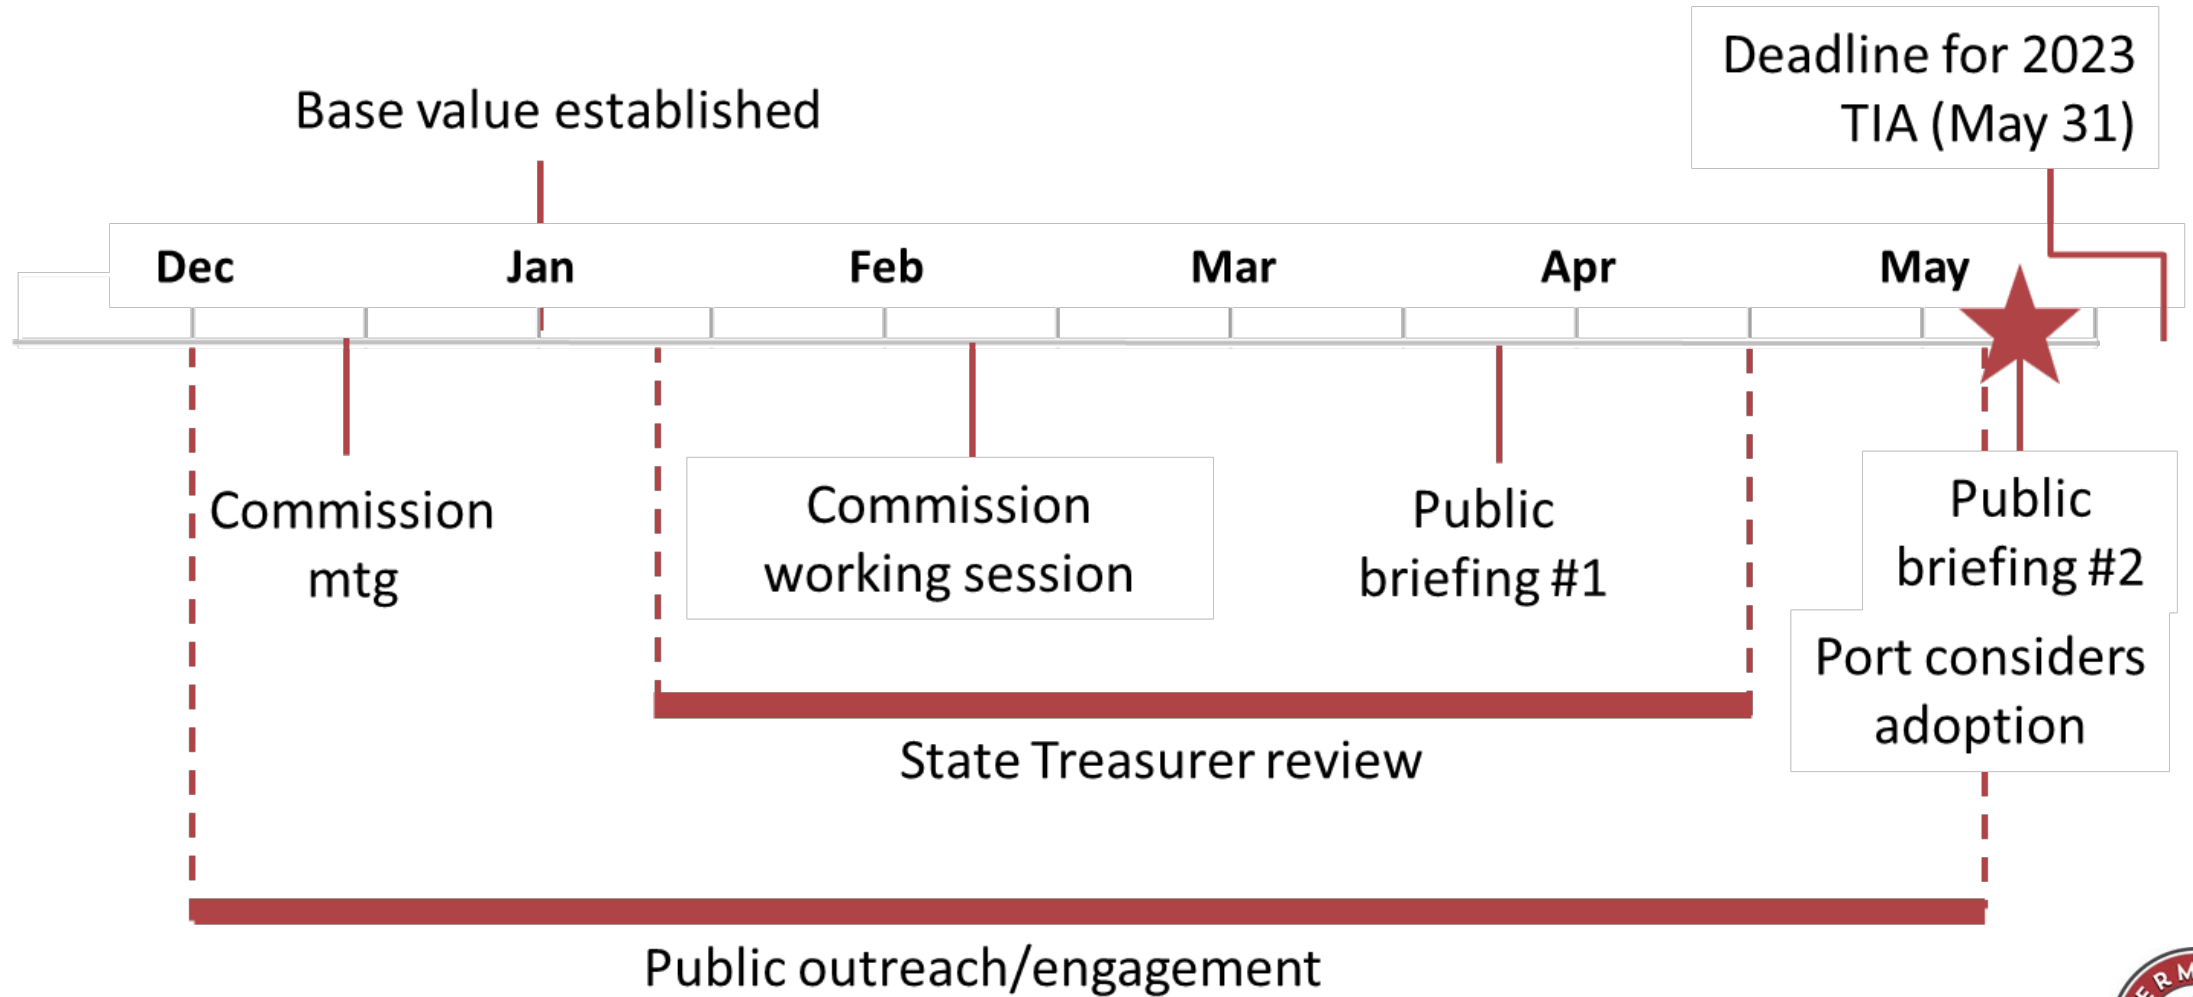 Deadline for 2023
TIA (May 31)
Base value established
Dec Jan Feb Mar Apr May
Commission
mtg
Commission
working session
Public
briefing #1
Public
briefing #2
Port considers
adoption
State Treasurer review
Public outreach/engagement